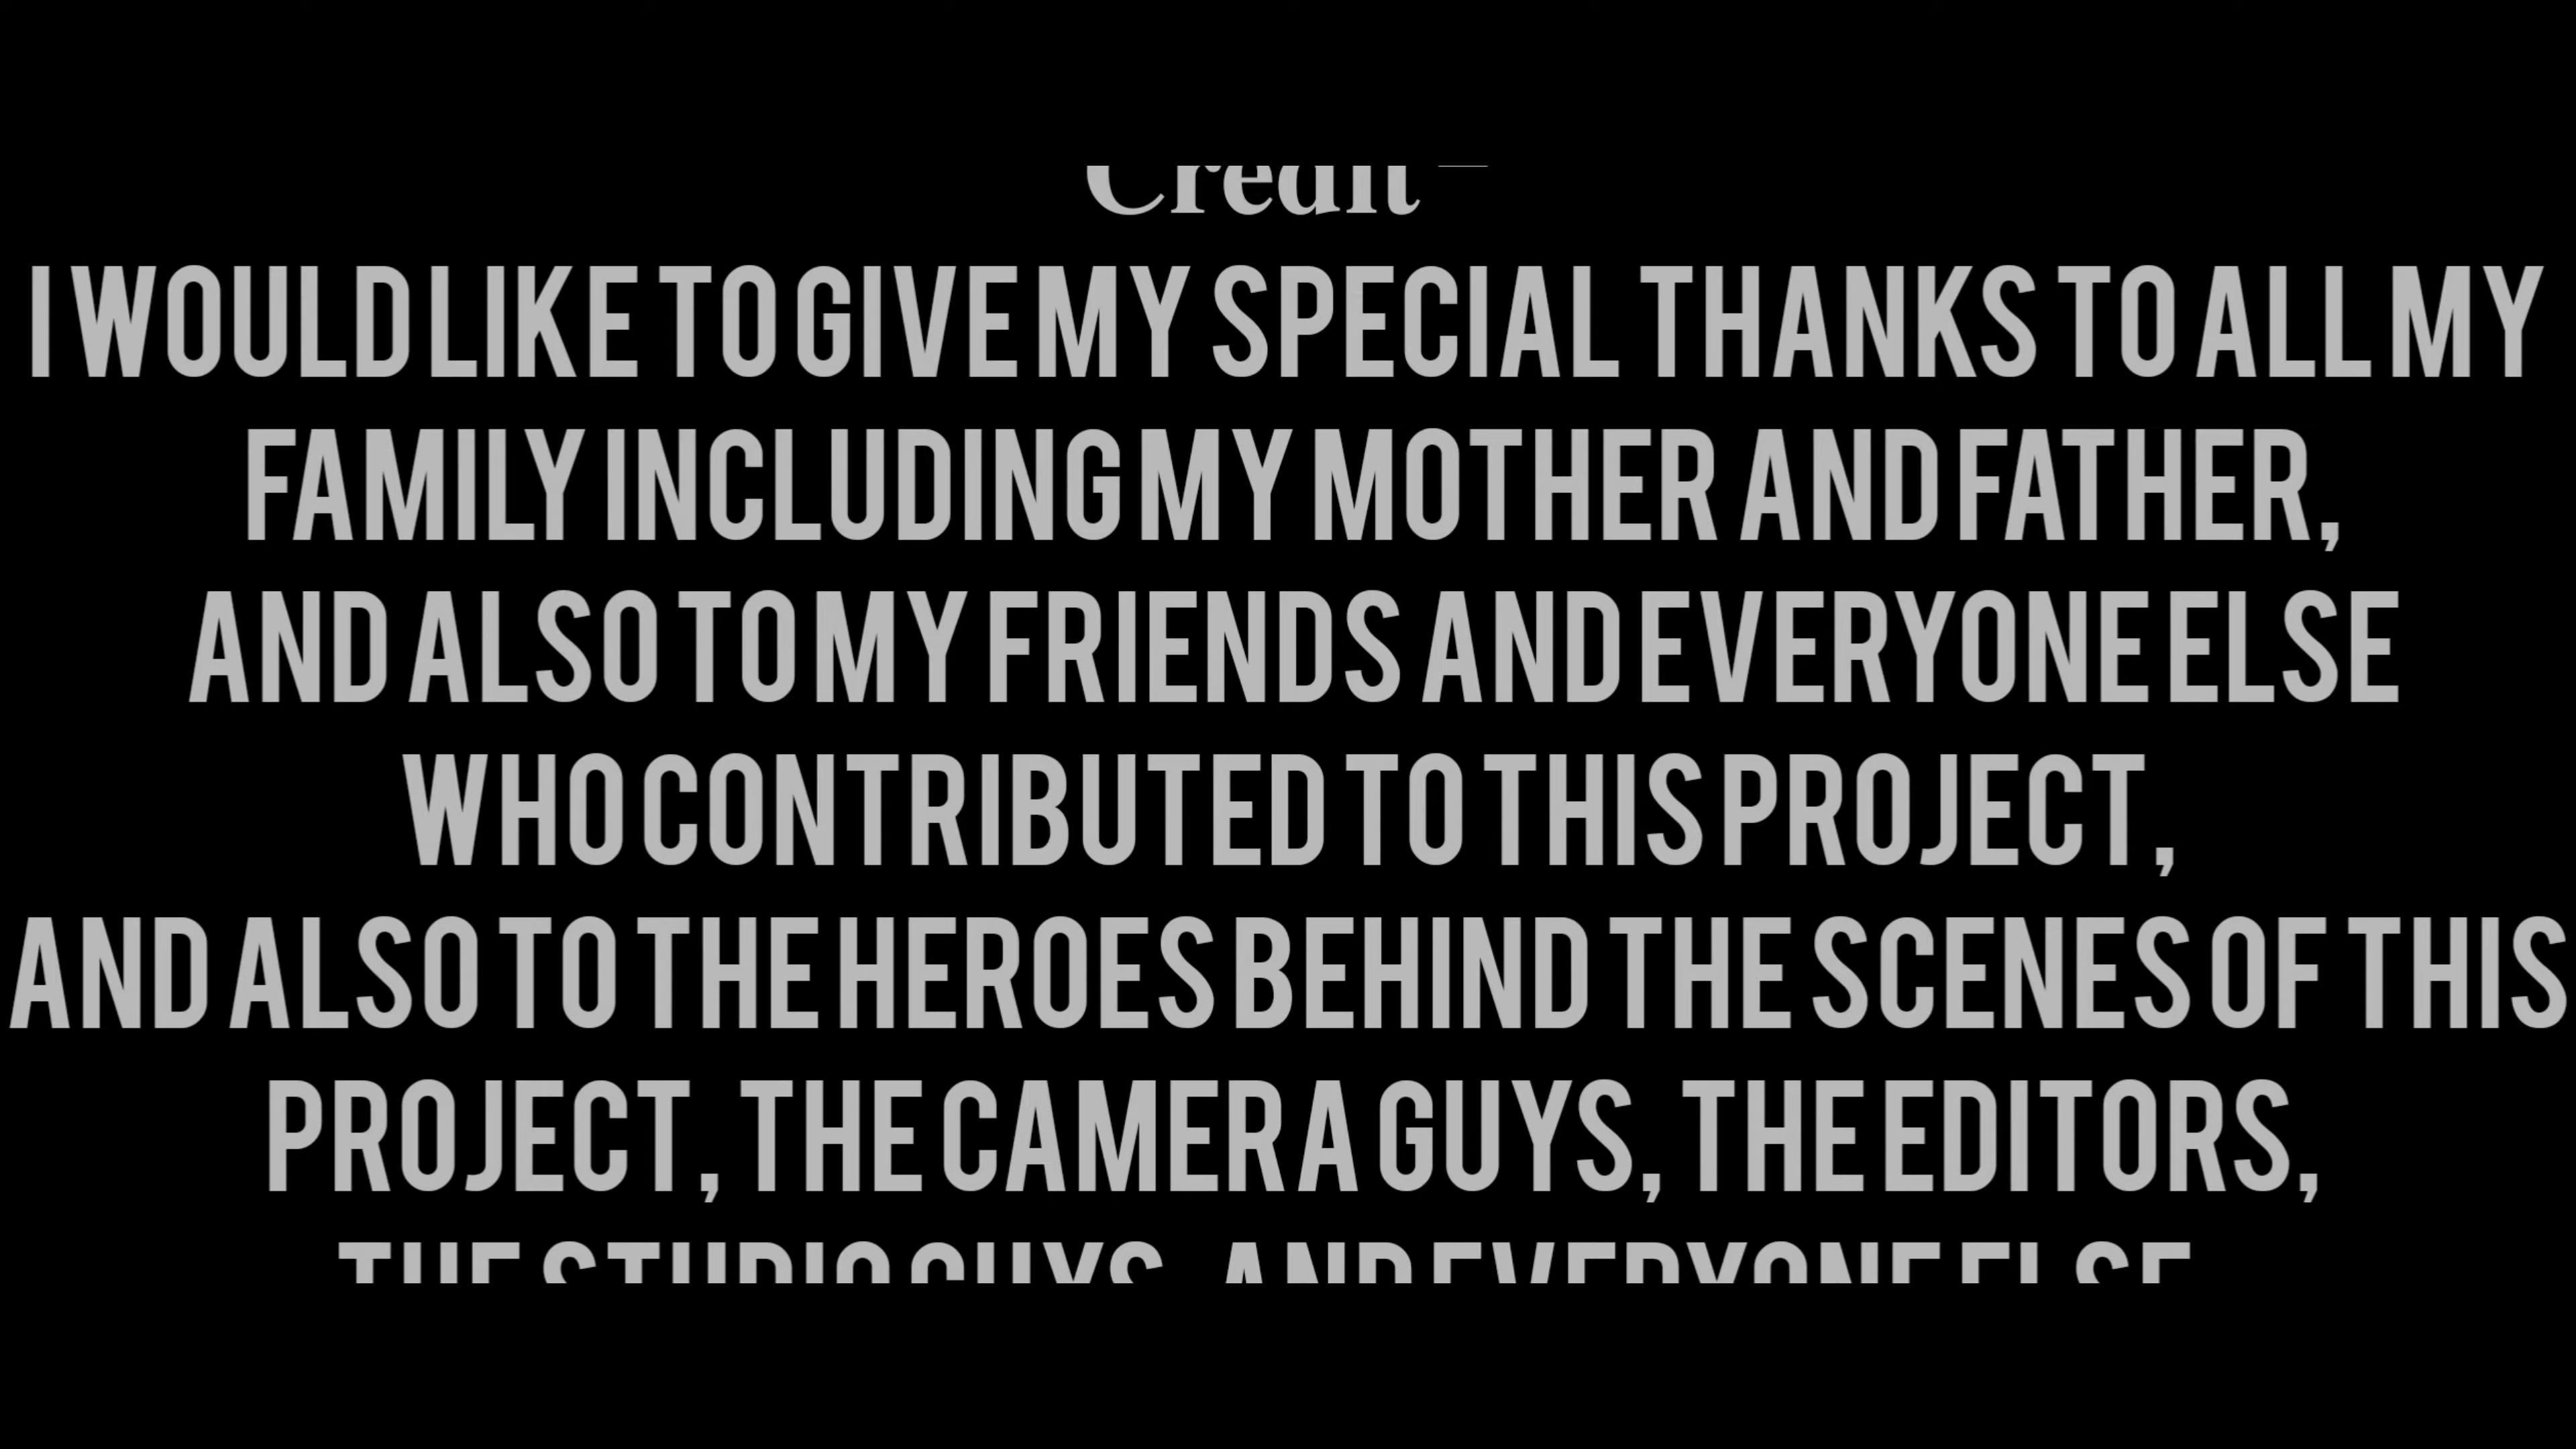 Credit
I WOULD LIKE TO GIVE MY SPECIAL THANKS TO ALL MY
FAMILY INCLUDING MY MOTHER AND FATHER,
AND ALSO TO MY FRIENDS AND EVERYONE ELSE
WHO CONTRIBUTED TO THIS PROJECT,
AND ALSO TO THE HEROES BEHIND THE SCENES OF THIS
PROJECT, THE CAMERA GUYS, THE EDITORS,
THE STUDIO GUYS AND EVERYONE ELSE